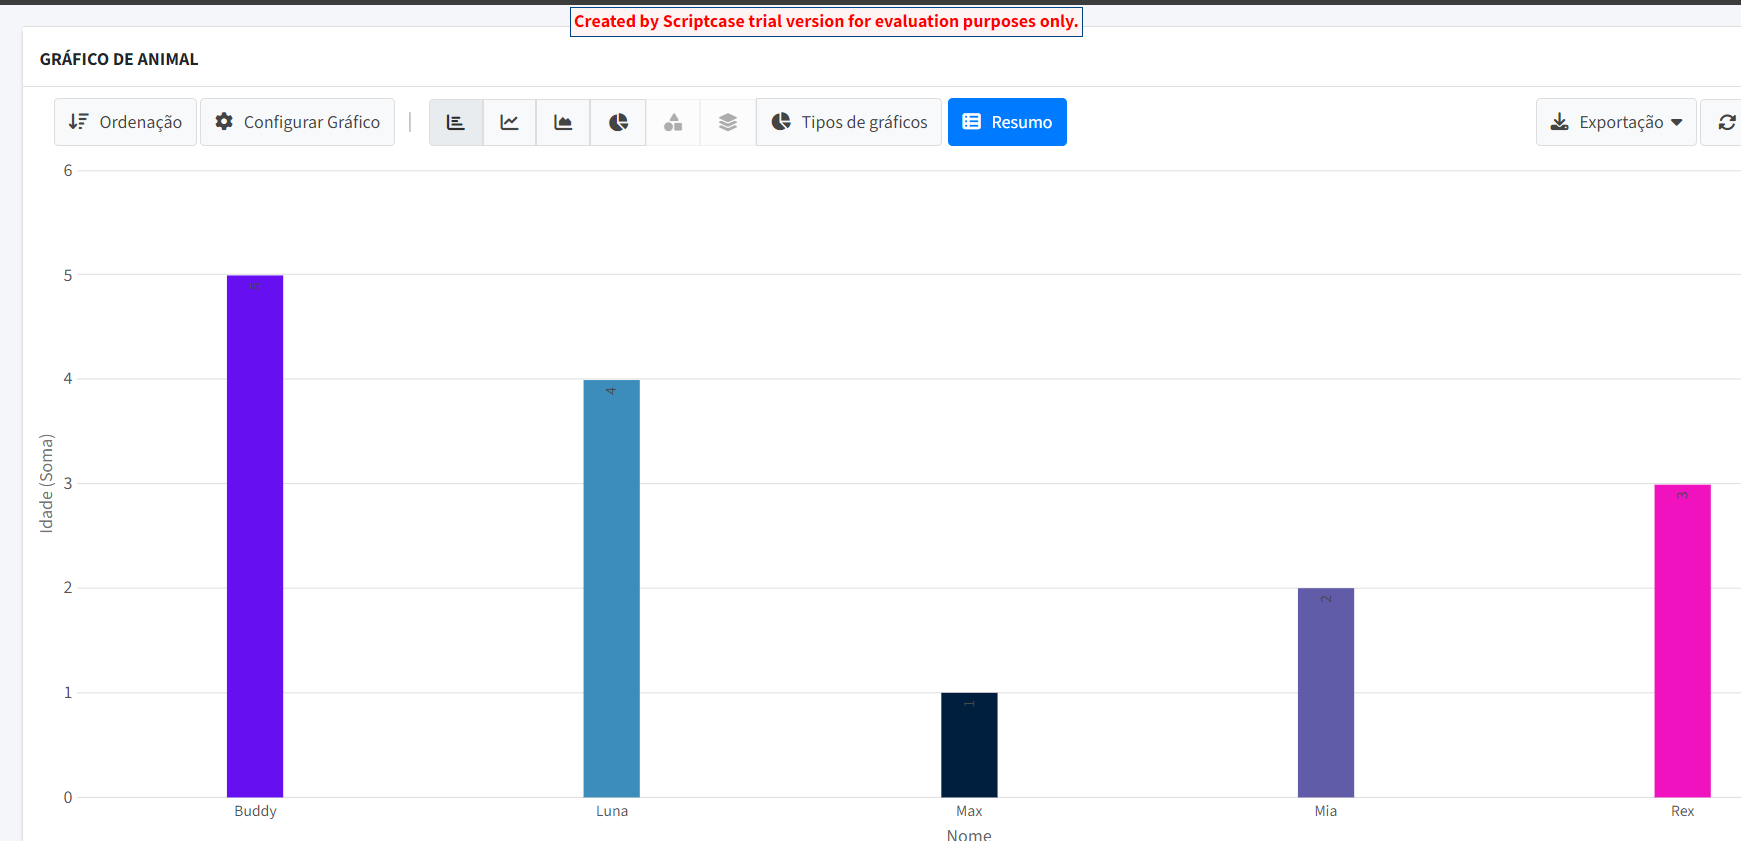 Created by Scriptcase trial version for evaluation purposes only.
GRÁFICO DE ANIMAL
Ordenação Configurar Gráfico | Tipos de gráficos Resumo Exportação
6
5
4
3
2
1
0
Idade (Soma)
5
4
1
2
3
Buddy Luna Max Mia Rex
Nome